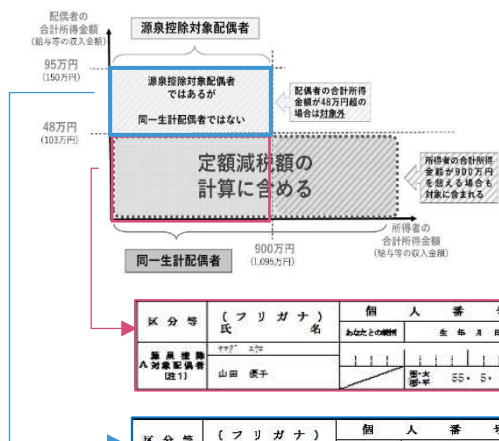 配偶者の
合計所得金額
(給与等の収入金額)
源泉控除対象配偶者
95万円
(150万円)
源泉控除対象配偶者
ではあるが
同一生計配偶者ではない
配偶者の合計所得
金額が48万円超の
場合は対象外
48万円
(103万円)
定額減税額の
計算に含める
所得者の合計所得
金額が900万円
を超える場合も
対象に含まれる
所得者の
合計所得金額
(給与等の収入金額)
同一生計配偶者
900万円
(1,095万円)
区分等
(フリガナ)
氏 名
個 人 番
あなたとの続柄
生 年 月 日
A
源泉控除
対象配偶者
(注1)
山田 優子
55・5・
区分等
(フリガナ)
個 人 番